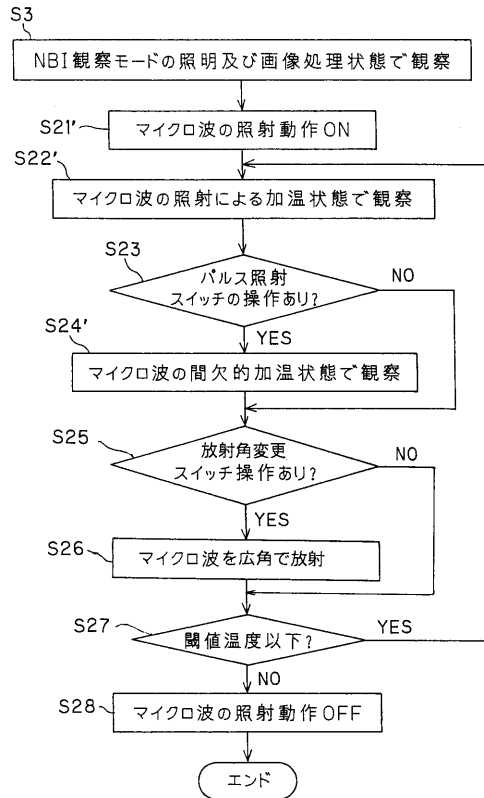 S3
NBI観察モードの照明及び画像処理状態で観察
S21'
マイクロ波の照射動作ON
S22'
マイクロ波の照射による加温状態で観察
S23
パルス照射
スイッチの操作あり?
NO
YES
S24'
マイクロ波の間欠的加温状態で観察
S25
放射角変更
スイッチ操作あり?
NO
YES
S26
マイクロ波を広角で放射
S27
閾値温度以下?
YES
NO
S28
マイクロ波の照射動作OFF
エンド